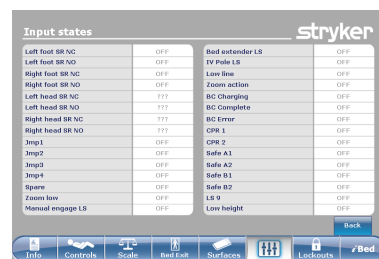 Input states
stryker
Left foot SR NC OFF
Left foot SR NO OFF
Right foot SR NC OFF
Right foot SR NO OFF
Left head SR NC ???
Left head SR NO ???
Right head SR NC ???
Right head SR NO ???
Jmp1 OFF
Jmp2 OFF
Jmp3 OFF
Jmp4 OFF
Spare OFF
Zoom low OFF
Manual engage LS OFF
Bed extender LS OFF
IV Pole LS OFF
Low line OFF
Zoom action OFF
BC Charging OFF
BC Complete OFF
BC Error OFF
CPR 1 OFF
CPR 2 OFF
Safe A1 OFF
Safe A2 OFF
Safe B1 OFF
Safe B2 OFF
LS 9 OFF
Low height OFF
Back
Info Controls Scale Bed Exit Surfaces Lockouts iBed